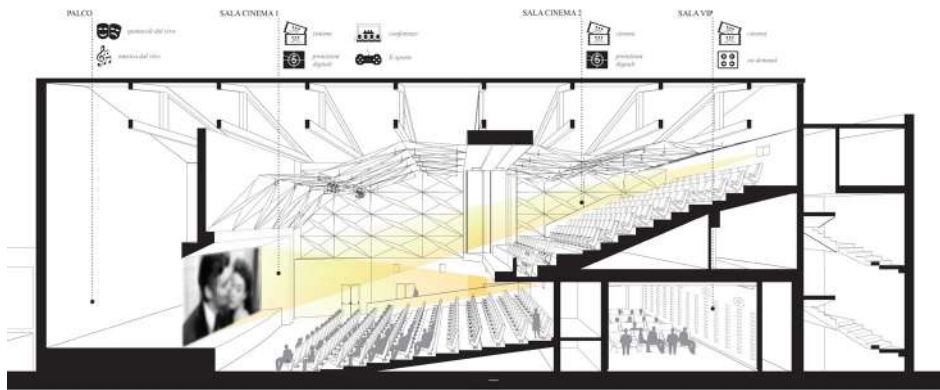 PALCO
spettacoli dal vivo
musica dal vivo
SALA CINEMA 1
cinema
proiezioni
digitali
conferenze
E-sports
SALA CINEMA 2
cinema
proiezioni
digitali
SALA VIP
cinema
on-demand